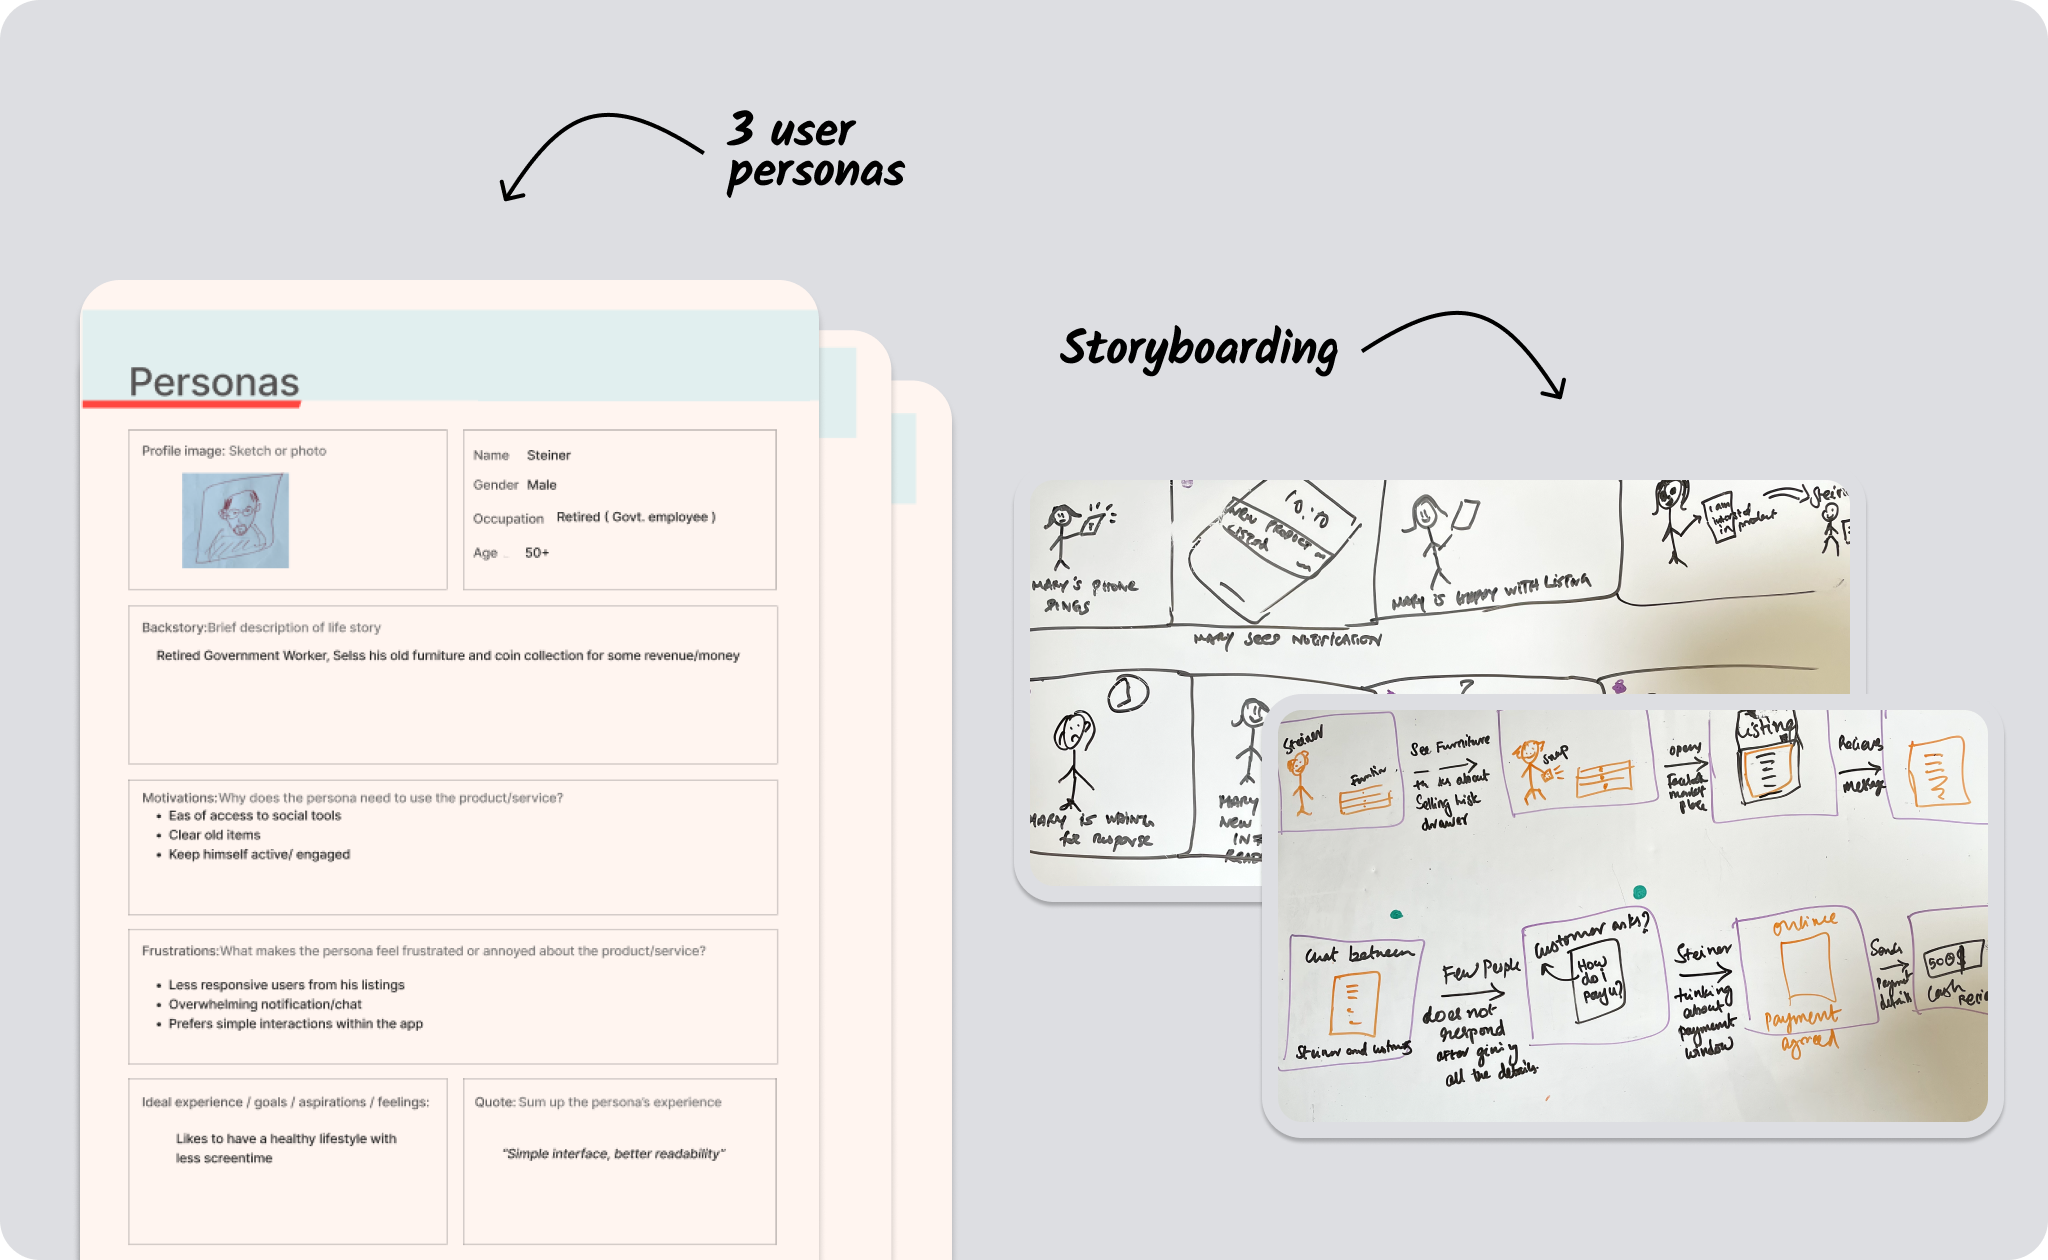 3 user
personas
Storyboarding
Personas
Profile image: Sketch or photo
Name Steiner
Gender Male
Occupation Retired ( Govt. employee )
Age 50+
Backstory:Brief description of life story
Retired Government Worker, Selss his old furniture and coin collection for some revenue/money
Motivations:Why does the persona need to use the product/service?
• Eas of access to social tools
• Clear old items
• Keep himself active/ engaged
Frustrations:What makes the persona feel frustrated or annoyed about the product/service?
• Less responsive users from his listings
• Overwhelming notification/chat
• Prefers simple interactions within the app
Ideal experience / goals / aspirations / feelings:
Likes to have a healthy lifestyle with
less screentime
Quote: Sum up the persona's experience
"Simple interface, better readability"
MARY'S PHONE
RINGS
NEW PRODUCT
LISTED
MARY SEES NOTIFICATION
MARY IS HAPPY WITH LISTING
I am
interested
in product
MARY IS WAITING
for RESPONSE
?
MARY
NEW
Steiner
See Furniture
about
Selling his
drawer
Snap
opens
Facebook
market
place
Listing
Recieves
message
Chat between
Steiner and
Few People
does not
respond
after giving
all the details
Customer asks?
How
do i
pay u?
Steiner
thinking
about
payment
window
online
Payment
agreed
Sends
Payment
details
500$
Cash